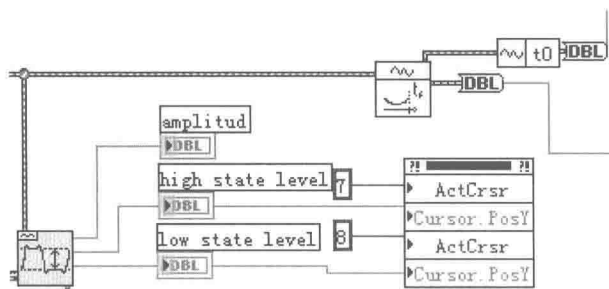 t0 DBL
DBL
amplitud
DBL
high state level 7
DBL
ActCrsr
Cursor.PosY
low state level 8
DBL
ActCrsr
Cursor.PosY